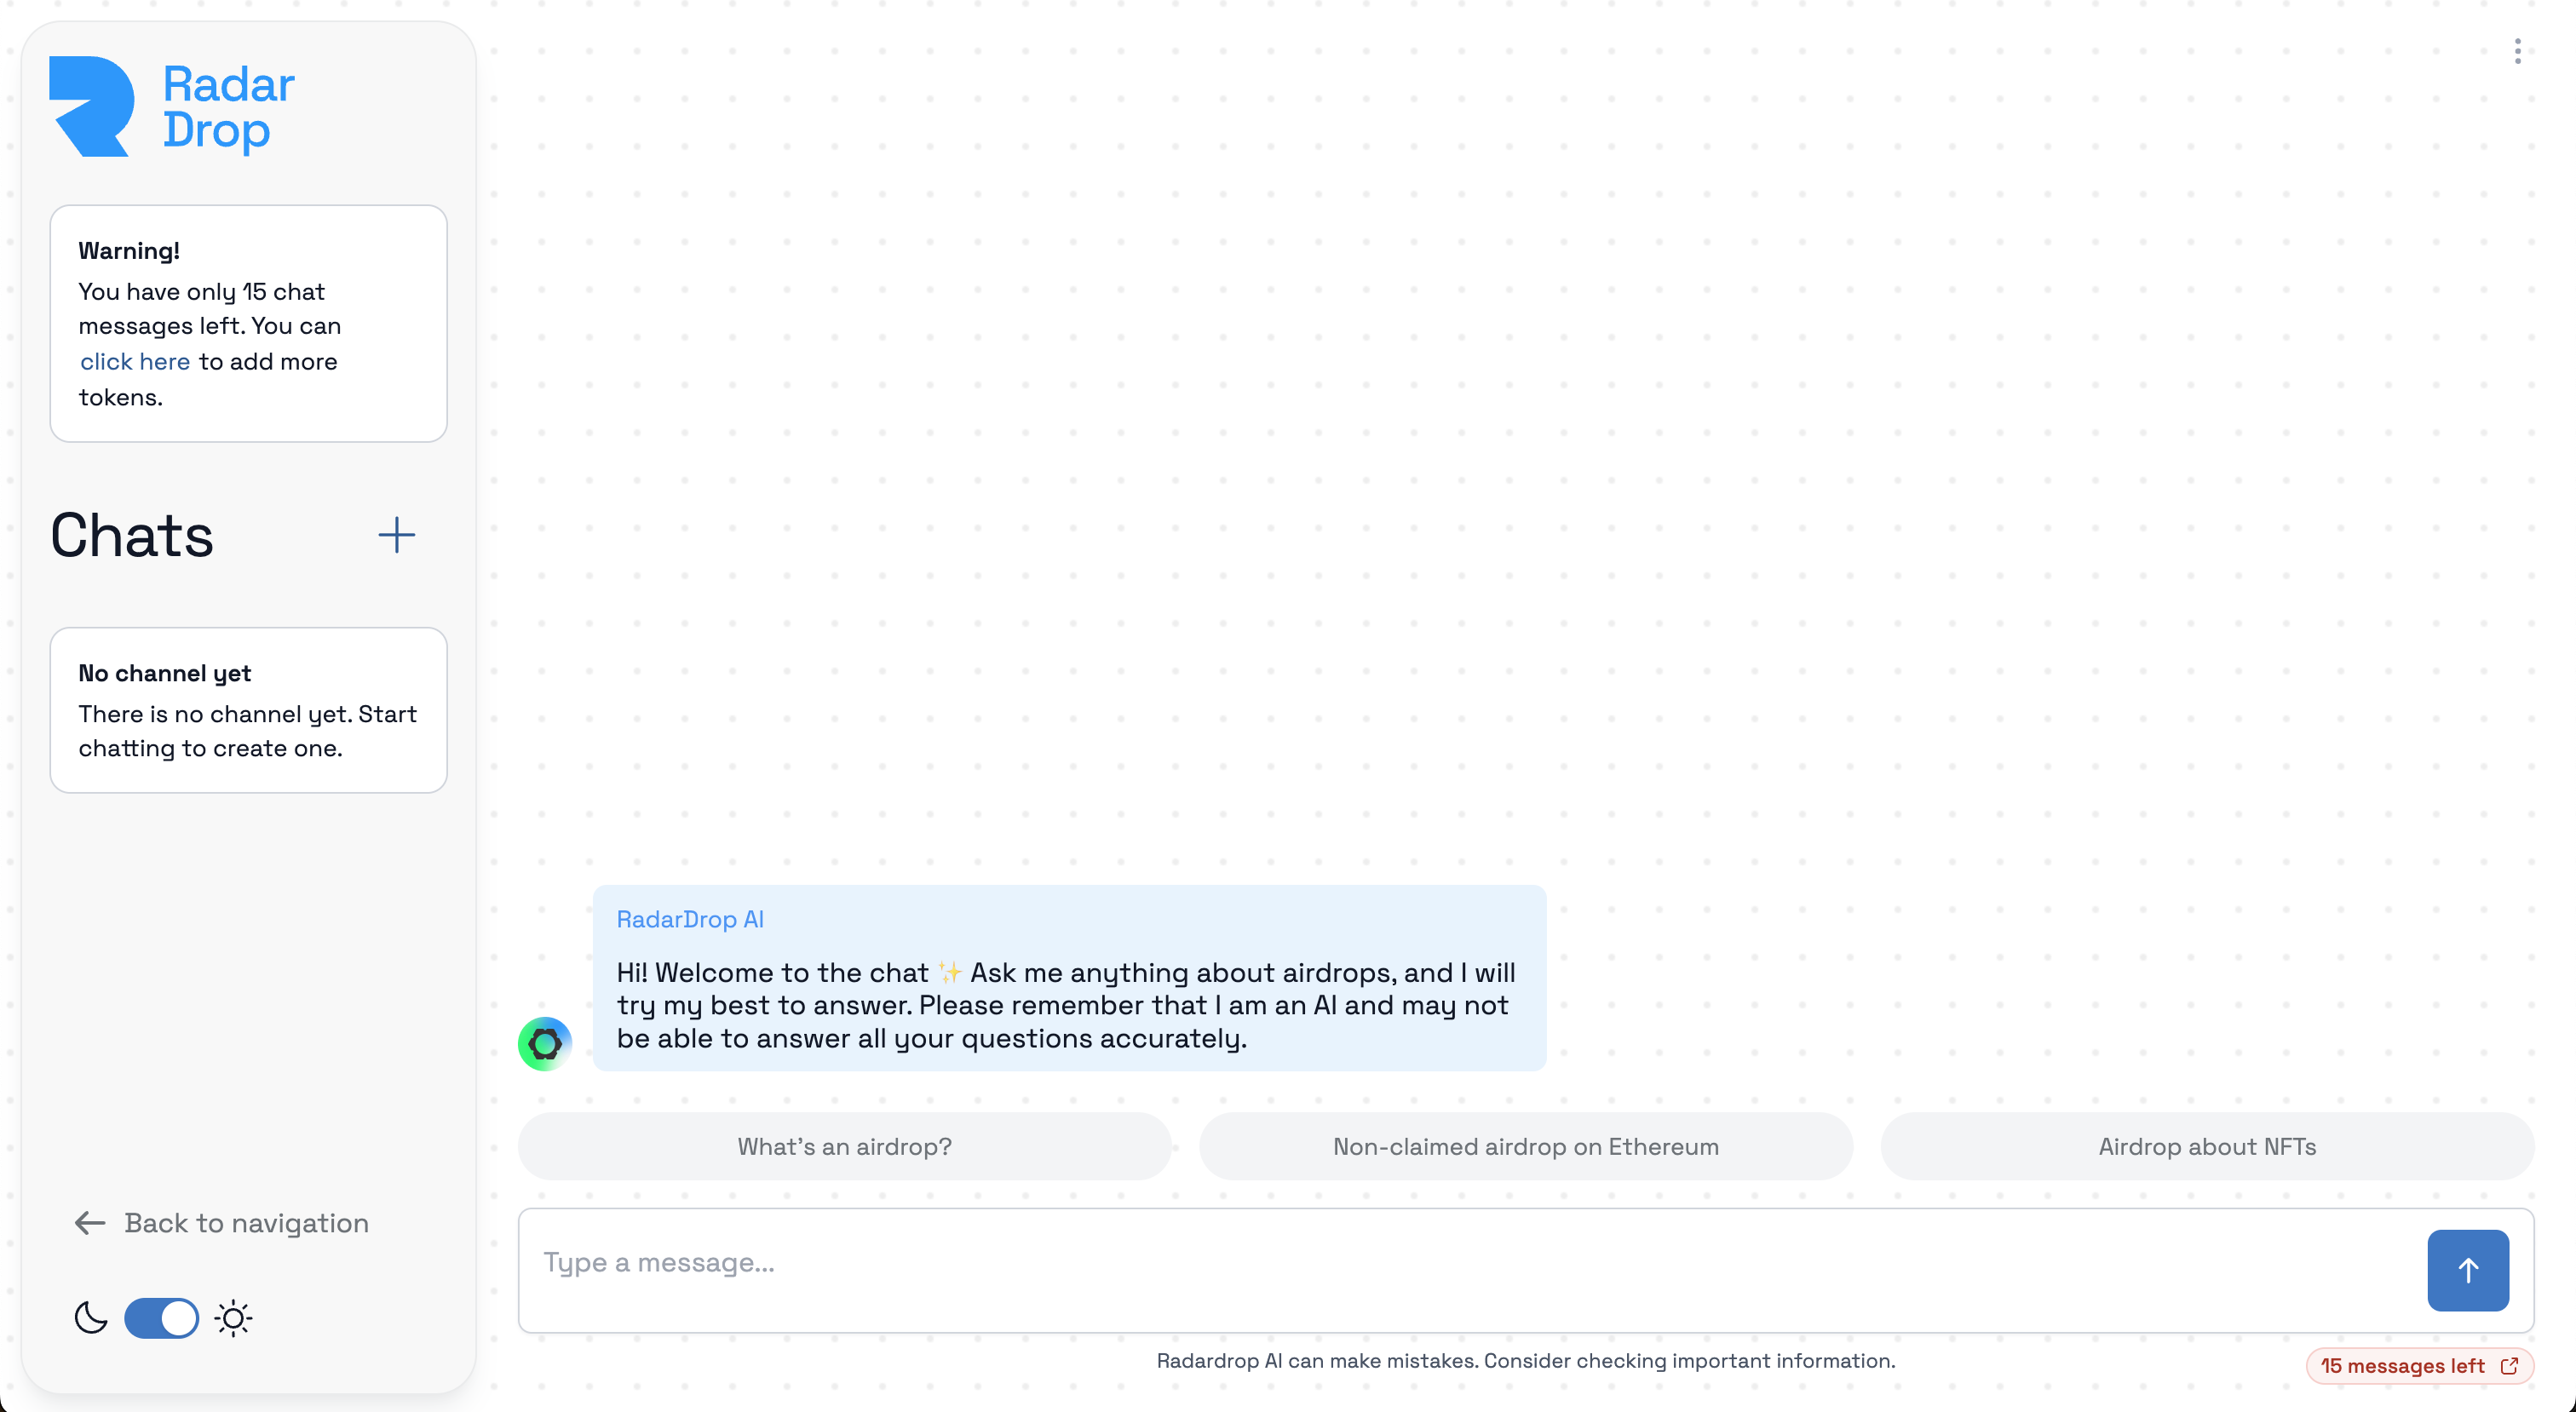 Radar
Drop
Warning!
You have only 15 chat
messages left. You can
click here to add more
tokens.
Chats
No channel yet
There is no channel yet. Start
chatting to create one.
Back to navigation
RadarDrop AI
Hi! Welcome to the chat ✨ Ask me anything about airdrops, and I will
try my best to answer. Please remember that I am an AI and may not
be able to answer all your questions accurately.
What's an airdrop?
Non-claimed airdrop on Ethereum
Airdrop about NFTs
Type a message...
Radardrop AI can make mistakes. Consider checking important information.
15 messages left